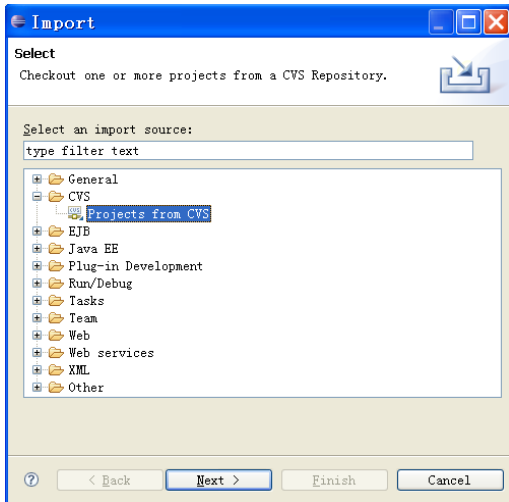 Import
Select
Checkout one or more projects from a CVS Repository.
Select an import source:
type filter text
General
CVS
Projects from CVS
EJB
Java EE
Plug-in Development
Run/Debug
Tasks
Team
Web
Web services
XML
Other
< Back Next > Finish Cancel